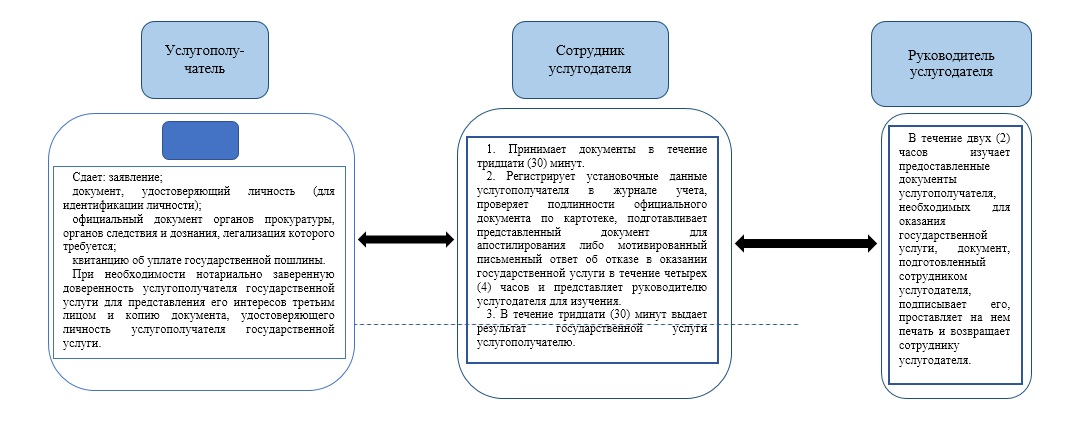 Услугополу-
чатель
Сотрудник
услугодателя
Руководитель
услугодателя
Сдает: заявление;
документ, удостоверяющий личность (для
идентификации личности);
официальный документ органов прокуратуры,
органов следствия и дознания, легализация которого
требуется;
квитанцию об уплате государственной пошлины.
При необходимости нотариально заверенную
доверенность услугополучателя государственной
услуги для представления его интересов третьим
лицом и копию документа, удостоверяющего
личность услугополучателя государственной
услуги.
1. Принимает документы в течение
тридцати (30) минут.
2. Регистрирует установочные данные
услугополучателя в журнале учета,
проверяет подлинности официального
документа по картотеке, подготавливает
представленный документ для
апостилирования либо мотивированный
письменный ответ об отказе в оказании
государственной услуги в течение четырех
(4) часов и представляет руководителю
услугодателя для изучения.
3. В течение тридцати (30) минут выдает
результат государственной услуги
услугополучателю.
В течение двух (2)
часов изучает
предоставленные
документы
услугополучателя,
необходимых для
оказания
государственной
услуги, документ,
подготовленный
сотрудником
услугодателя,
подписывает его,
проставляет на нем
печать и возвращает
сотруднику
услугодателя.